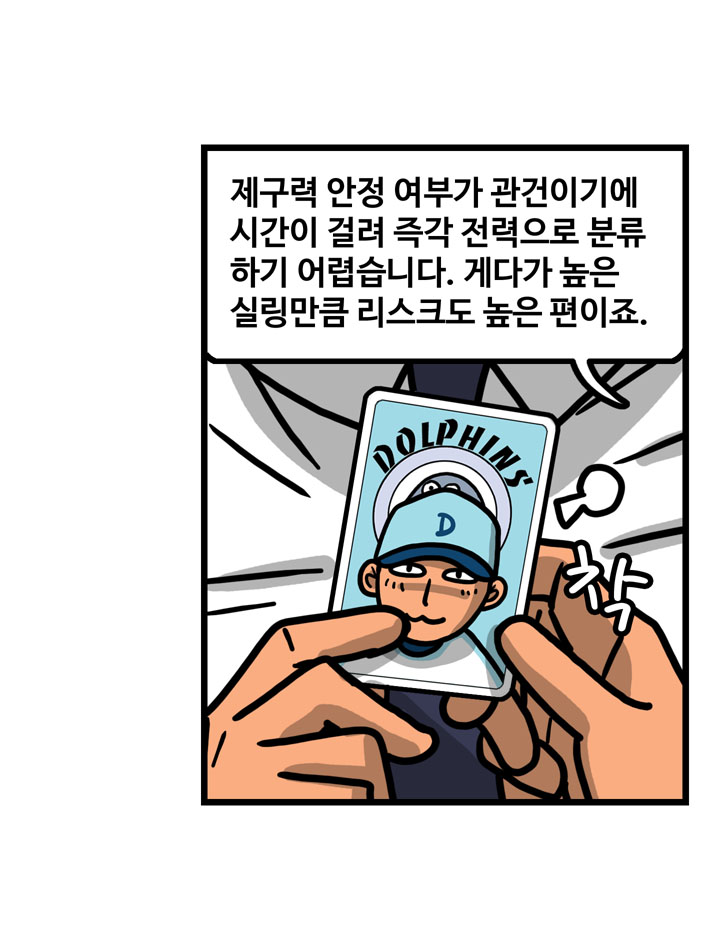 제구력 안정 여부가 관건이기에
시간이 걸려 즉각 전력으로 분류
하기 어렵습니다. 게다가 높은
실링만큼 리스크도 높은 편이죠.
DOLPHINS
D
착